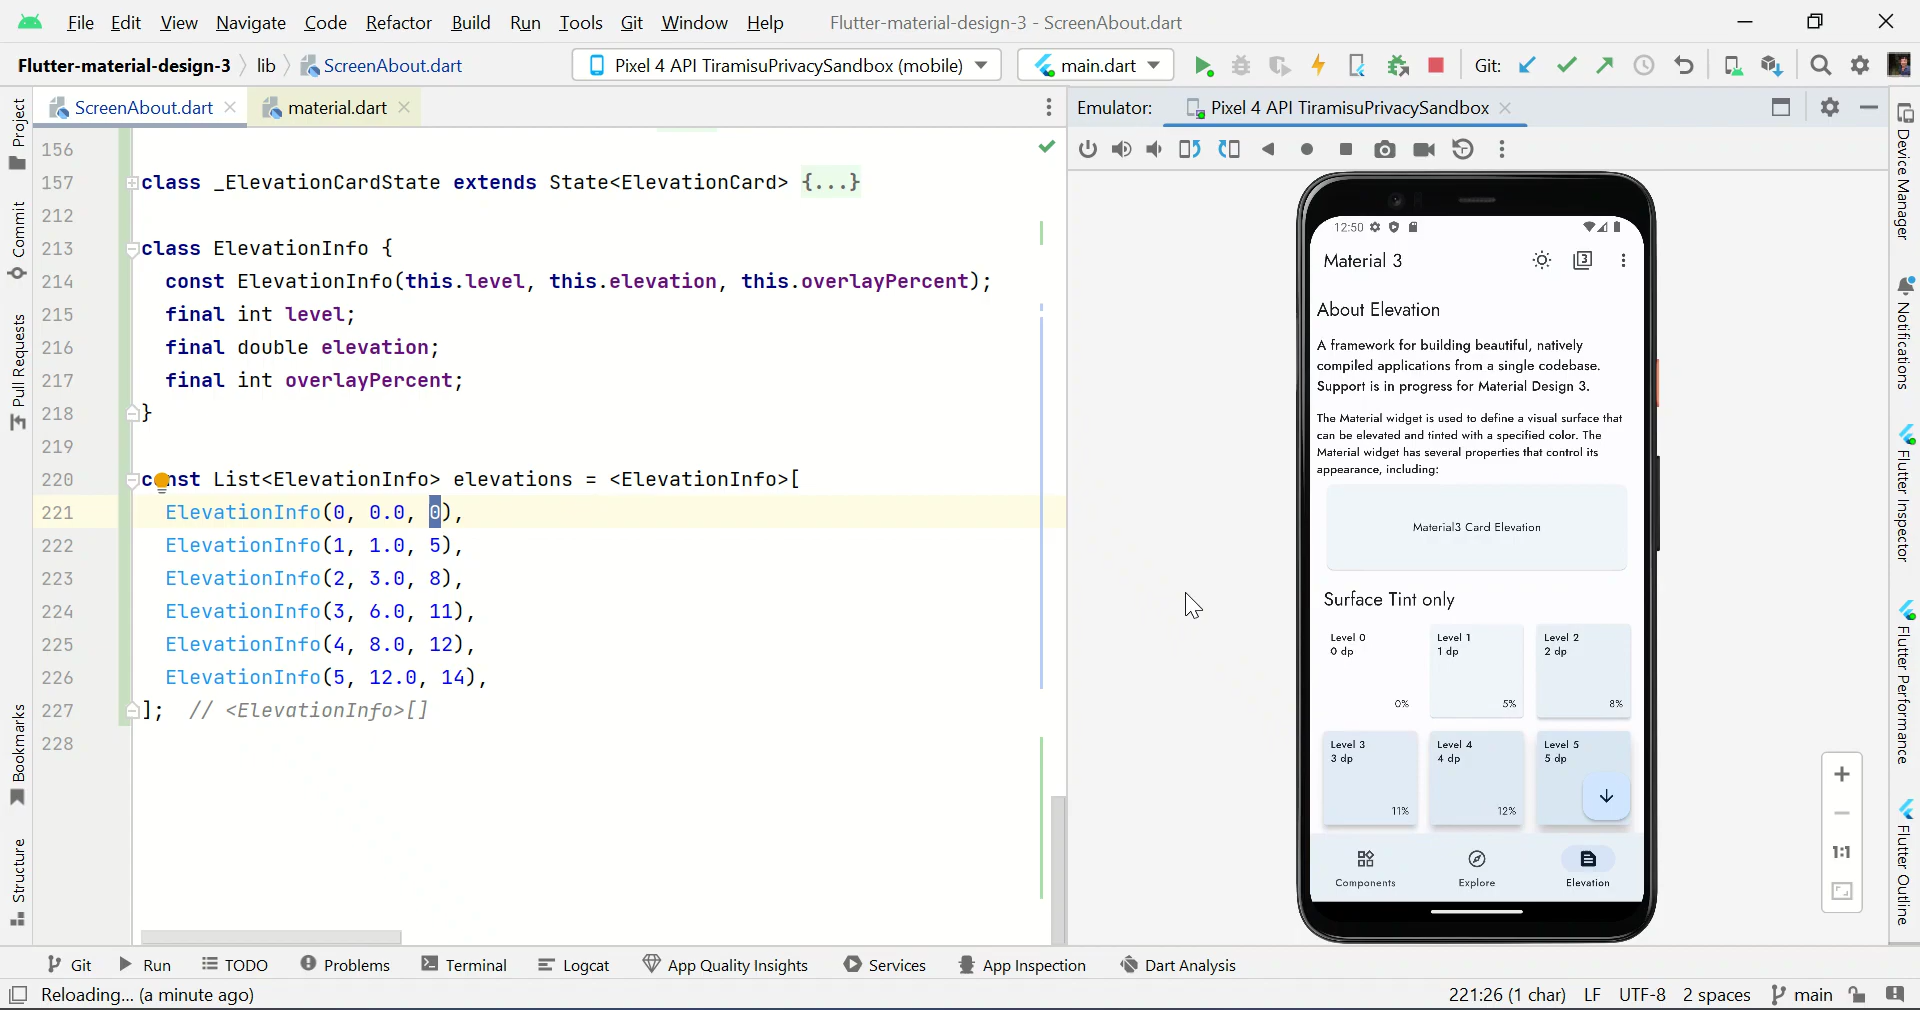 File Edit View Navigate Code Refactor Build Run Tools Git Window Help Flutter-material-design-3 - ScreenAbout.dart
Flutter-material-design-3 lib ScreenAbout.dart Pixel 4 API TiramisuPrivacySandbox (mobile) main.dart Git:
ScreenAbout.dart material.dart Emulator: Pixel 4 API TiramisuPrivacySandbox
Project
Commit
Pull Requests
Bookmarks
Structure
156
157 class _ElevationCardState extends State<ElevationCard> {...}
212
213 class ElevationInfo {
214 const ElevationInfo(this.level, this.elevation, this.overlayPercent);
215 final int level;
216 final double elevation;
217 final int overlayPercent;
218 }
219
220 const List<ElevationInfo> elevations = <ElevationInfo>[
221 ElevationInfo(0, 0.0, 0),
222 ElevationInfo(1, 1.0, 5),
223 ElevationInfo(2, 3.0, 8),
224 ElevationInfo(3, 6.0, 11),
225 ElevationInfo(4, 8.0, 12),
226 ElevationInfo(5, 12.0, 14),
227 ]; // <ElevationInfo>[]
228
12:50
Material 3 3
About Elevation
A framework for building beautiful, natively
compiled applications from a single codebase.
Support is in progress for Material Design 3.
The Material widget is used to define a visual surface that
can be elevated and tinted with a specified color. The
Material widget has several properties that control its
appearance, including:
Material3 Card Elevation
Surface Tint only
Level 0 Level 1 Level 2
0 dp 1 dp 2 dp
0% 5% 8%
Level 3 Level 4 Level 5
3 dp 4 dp 5 dp
11% 12%
Components Explore Elevation
1:1
Device Manager
Notifications
Flutter Inspector
Flutter Performance
Flutter Outline
Git Run TODO Problems Terminal Logcat App Quality Insights Services App Inspection Dart Analysis
Reloading... (a minute ago) 221:26 (1 char) LF UTF-8 2 spaces main